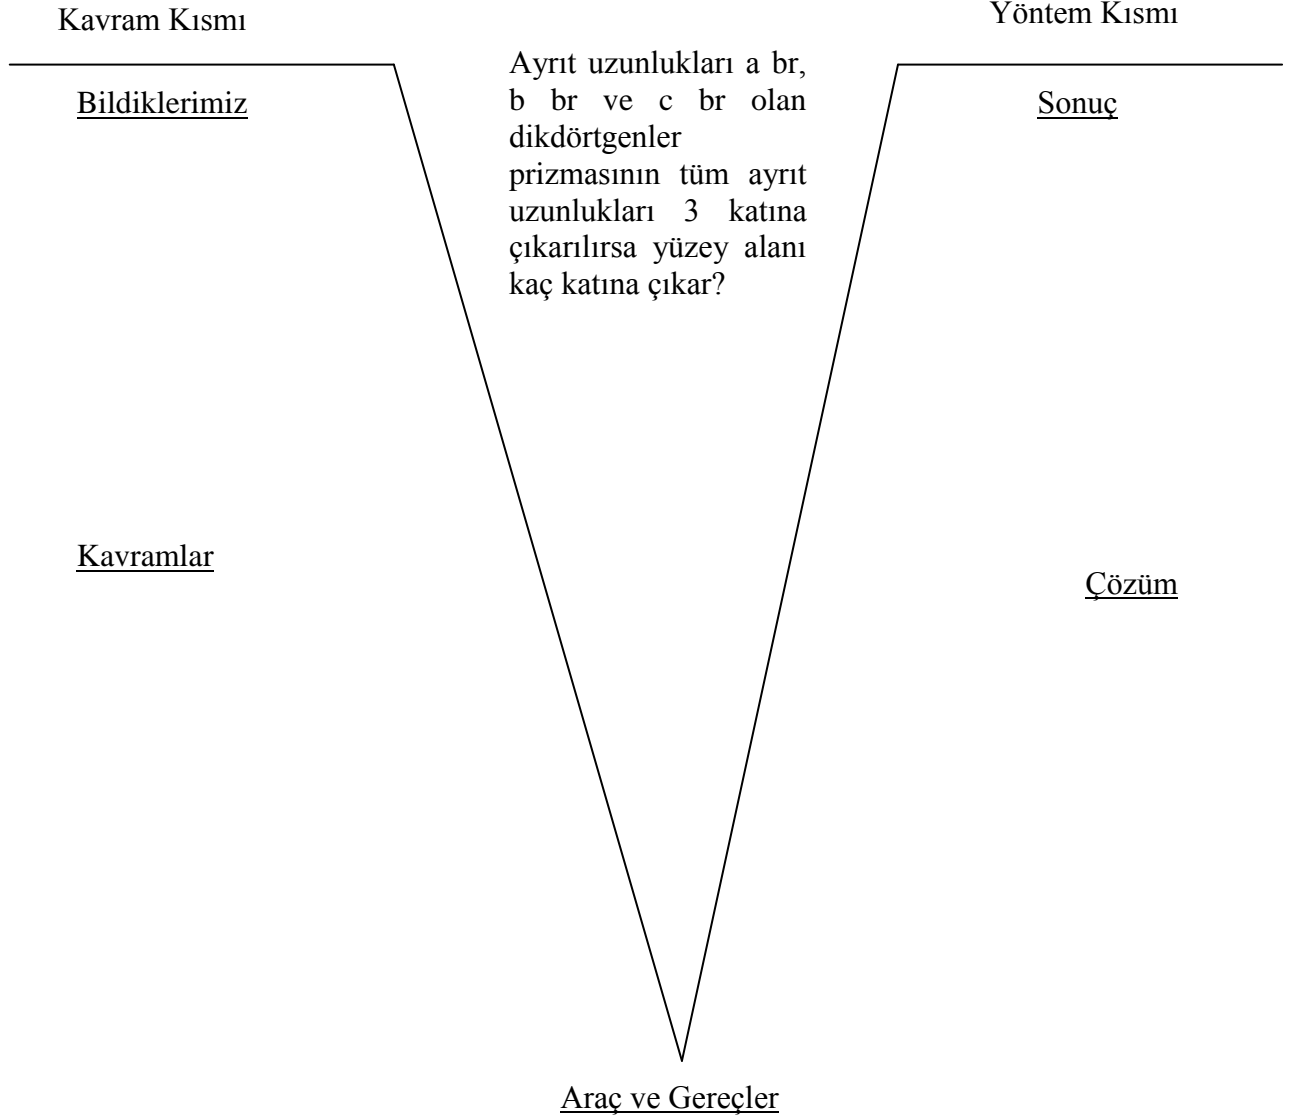 Kavram Kısmı
Yöntem Kısmı
Bildiklerimiz
Ayrıt uzunlukları a br,
b br ve c br olan
dikdörtgenler
prizmasının tüm ayrıt
uzunlukları 3 katına
çıkarılırsa yüzey alanı
kaç katına çıkar?
Sonuç
Kavramlar
Çözüm
Araç ve Gereçler